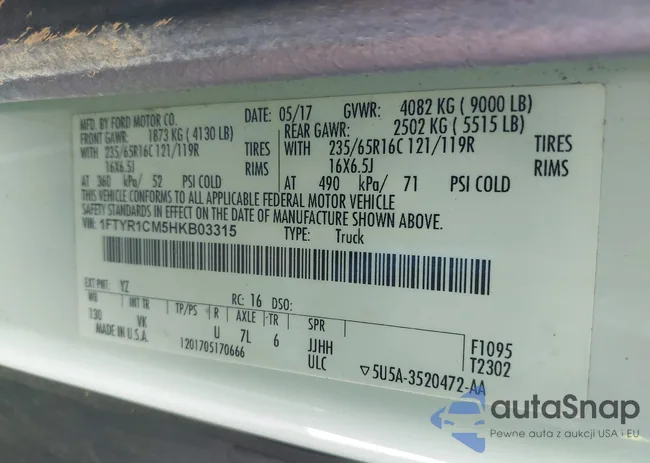 MFD. BY FORD MOTOR CO. DATE: 05/17 GVWR: 4082 KG ( 9000 LB)
FRONT GAWR: 1873 KG ( 4130 LB) REAR GAWR: 2502 KG ( 5515 LB)
WITH 235/65R16C 121/119R TIRES WITH 235/65R16C 121/119R TIRES
16X6.5J RIMS 16X6.5J RIMS
AT 360 kPa/ PSI COLD AT 490 kPa/ 71 PSI COLD
THIS VEHICLE CONFORMS TO ALL APPLICABLE FEDERAL MOTOR VEHICLE
SAFETY STANDARDS IN EFFECT ON THE DATE OF MANUFACTURE SHOWN ABOVE.
VIN: 1FTYR1CM5HKB03315 TYPE: Truck
EXT PNT: YZ RC: 16 DSO:
WB INT TR TP/PS R AXLE TR SPR F1095
130 VK U 7L 6 JJHH T2302
MADE IN U.S.A. 1201705170666 ULC ▽5U5A-3520472-AA
autaSnap
Pewne auta z aukcji USA i EU